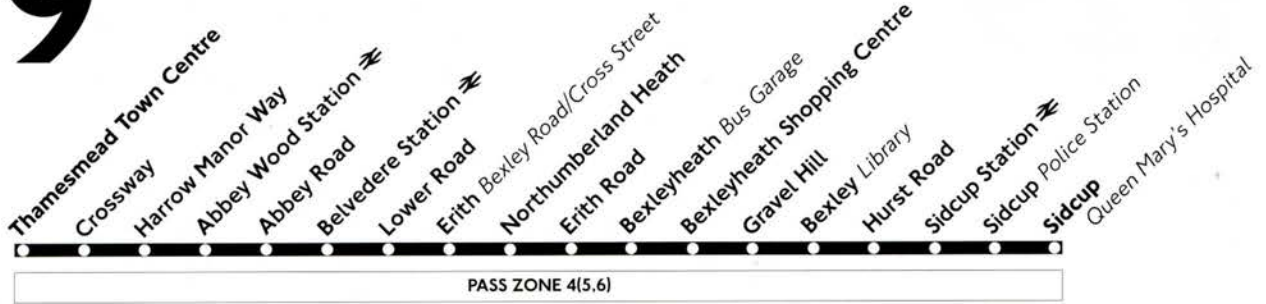 9
Thamesmead Town Centre
Crossway
Harrow Manor Way
Abbey Wood Station
Abbey Road
Belvedere Station
Lower Road
Erith Bexley Road/Cross Street
Northumberland Heath
Erith Road
Bexleyheath Bus Garage
Bexleyheath Shopping Centre
Gravel Hill
Bexley Library
Hurst Road
Sidcup Station
Sidcup Police Station
Sidcup
Queen Mary's Hospital
PASS ZONE 4(5,6)